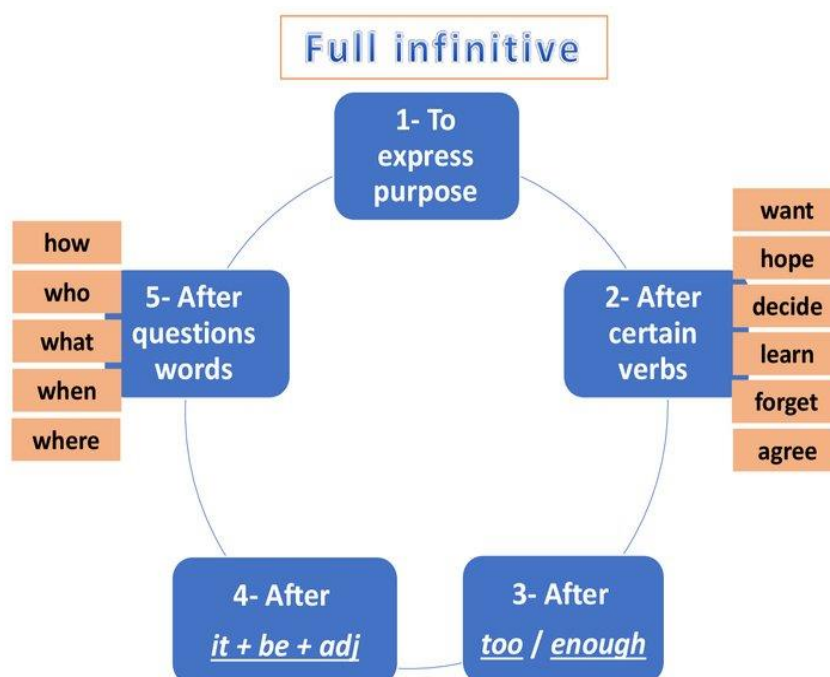 Full infinitive
1- To
express
purpose
want
hope
decide
learn
forget
agree
2- After
certain
verbs
3- After
too / enough
4- After
it + be + adj
5- After
questions
words
how
who
what
when
where